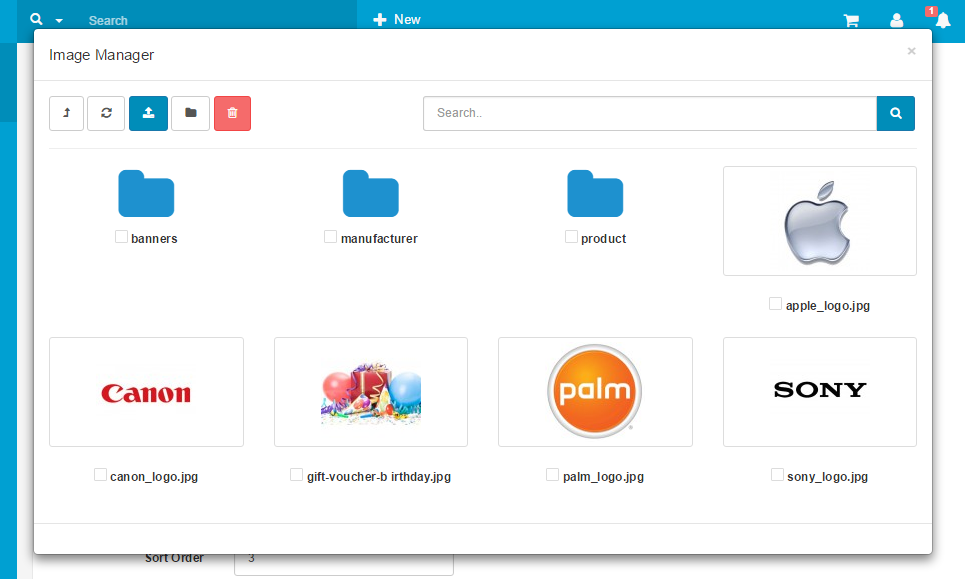 Search
New
1
Image Manager
×
Search..
banners
manufacturer
product
apple_logo.jpg
Canon
palm
SONY
canon_logo.jpg
gift-voucher-b irthday.jpg
palm_logo.jpg
sony_logo.jpg
Sort Order
3